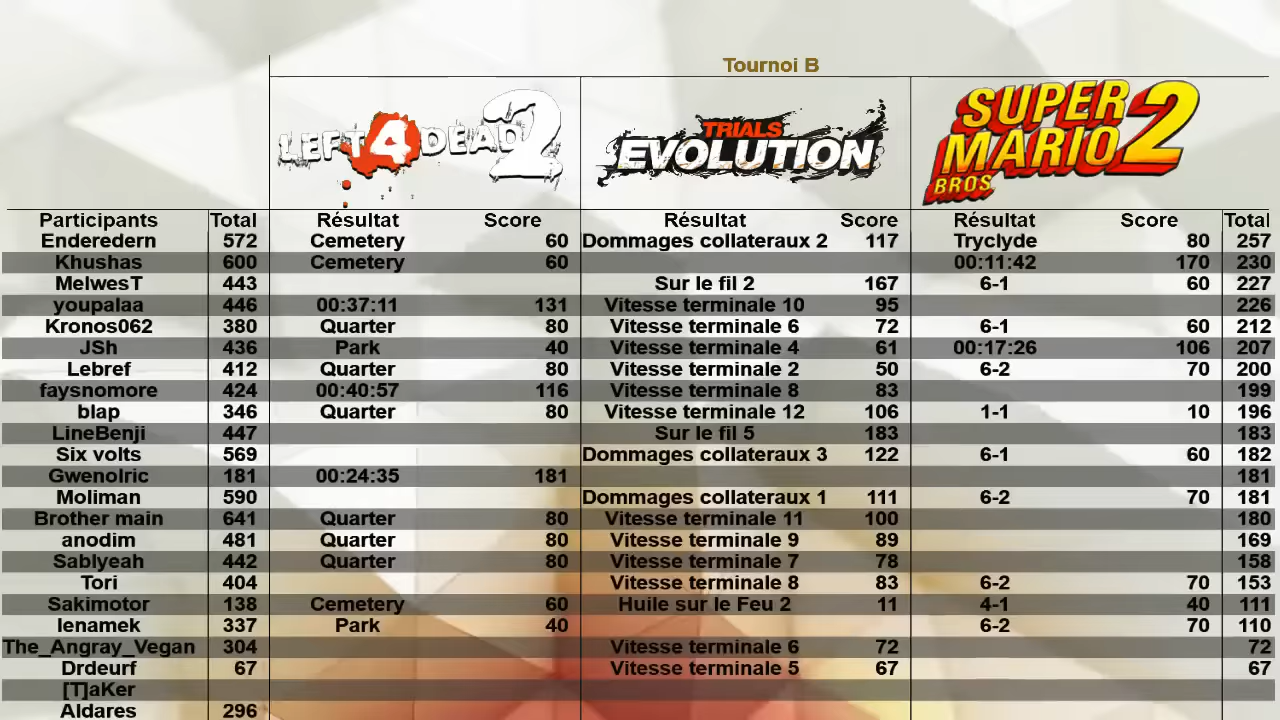 Tournoi B
LEFT 4 DEAD 2 TRIALS EVOLUTION SUPER MARIO BROS 2
Participants Total Résultat Score Résultat Score Résultat Score Total
Enderedern 572 Cemetery 60 Dommages collateraux 2 117 Tryclyde 80 257
Khushas 600 Cemetery 60 00:11:42 170 230
MelwesT 443 Sur le fil 2 167 6-1 60 227
youpalaa 446 00:37:11 131 Vitesse terminale 10 95 226
Kronos062 380 Quarter 80 Vitesse terminale 6 72 6-1 60 212
JSh 436 Park 40 Vitesse terminale 4 61 00:17:26 106 207
Lebref 412 Quarter 80 Vitesse terminale 2 50 6-2 70 200
faysnomore 424 00:40:57 116 Vitesse terminale 8 83 199
blap 346 Quarter 80 Vitesse terminale 12 106 1-1 10 196
LineBenji 447 Sur le fil 5 183 183
Six volts 569 Dommages collateraux 3 122 6-1 60 182
Gwenolric 181 00:24:35 181 181
Moliman 590 Dommages collateraux 1 111 6-2 70 181
Brother main 641 Quarter 80 Vitesse terminale 11 100 180
anodim 481 Quarter 80 Vitesse terminale 9 89 169
Sablyeah 442 Quarter 80 Vitesse terminale 7 78 158
Tori 404 Vitesse terminale 8 83 6-2 70 153
Sakimotor 138 Cemetery 60 Huile sur le Feu 2 11 4-1 40 111
lenamek 337 Park 40 6-2 70 110
The_Angray_Vegan 304 Vitesse terminale 6 72 72
Drdeurf 67 Vitesse terminale 5 67 67
[T]aKer
Aldares 296